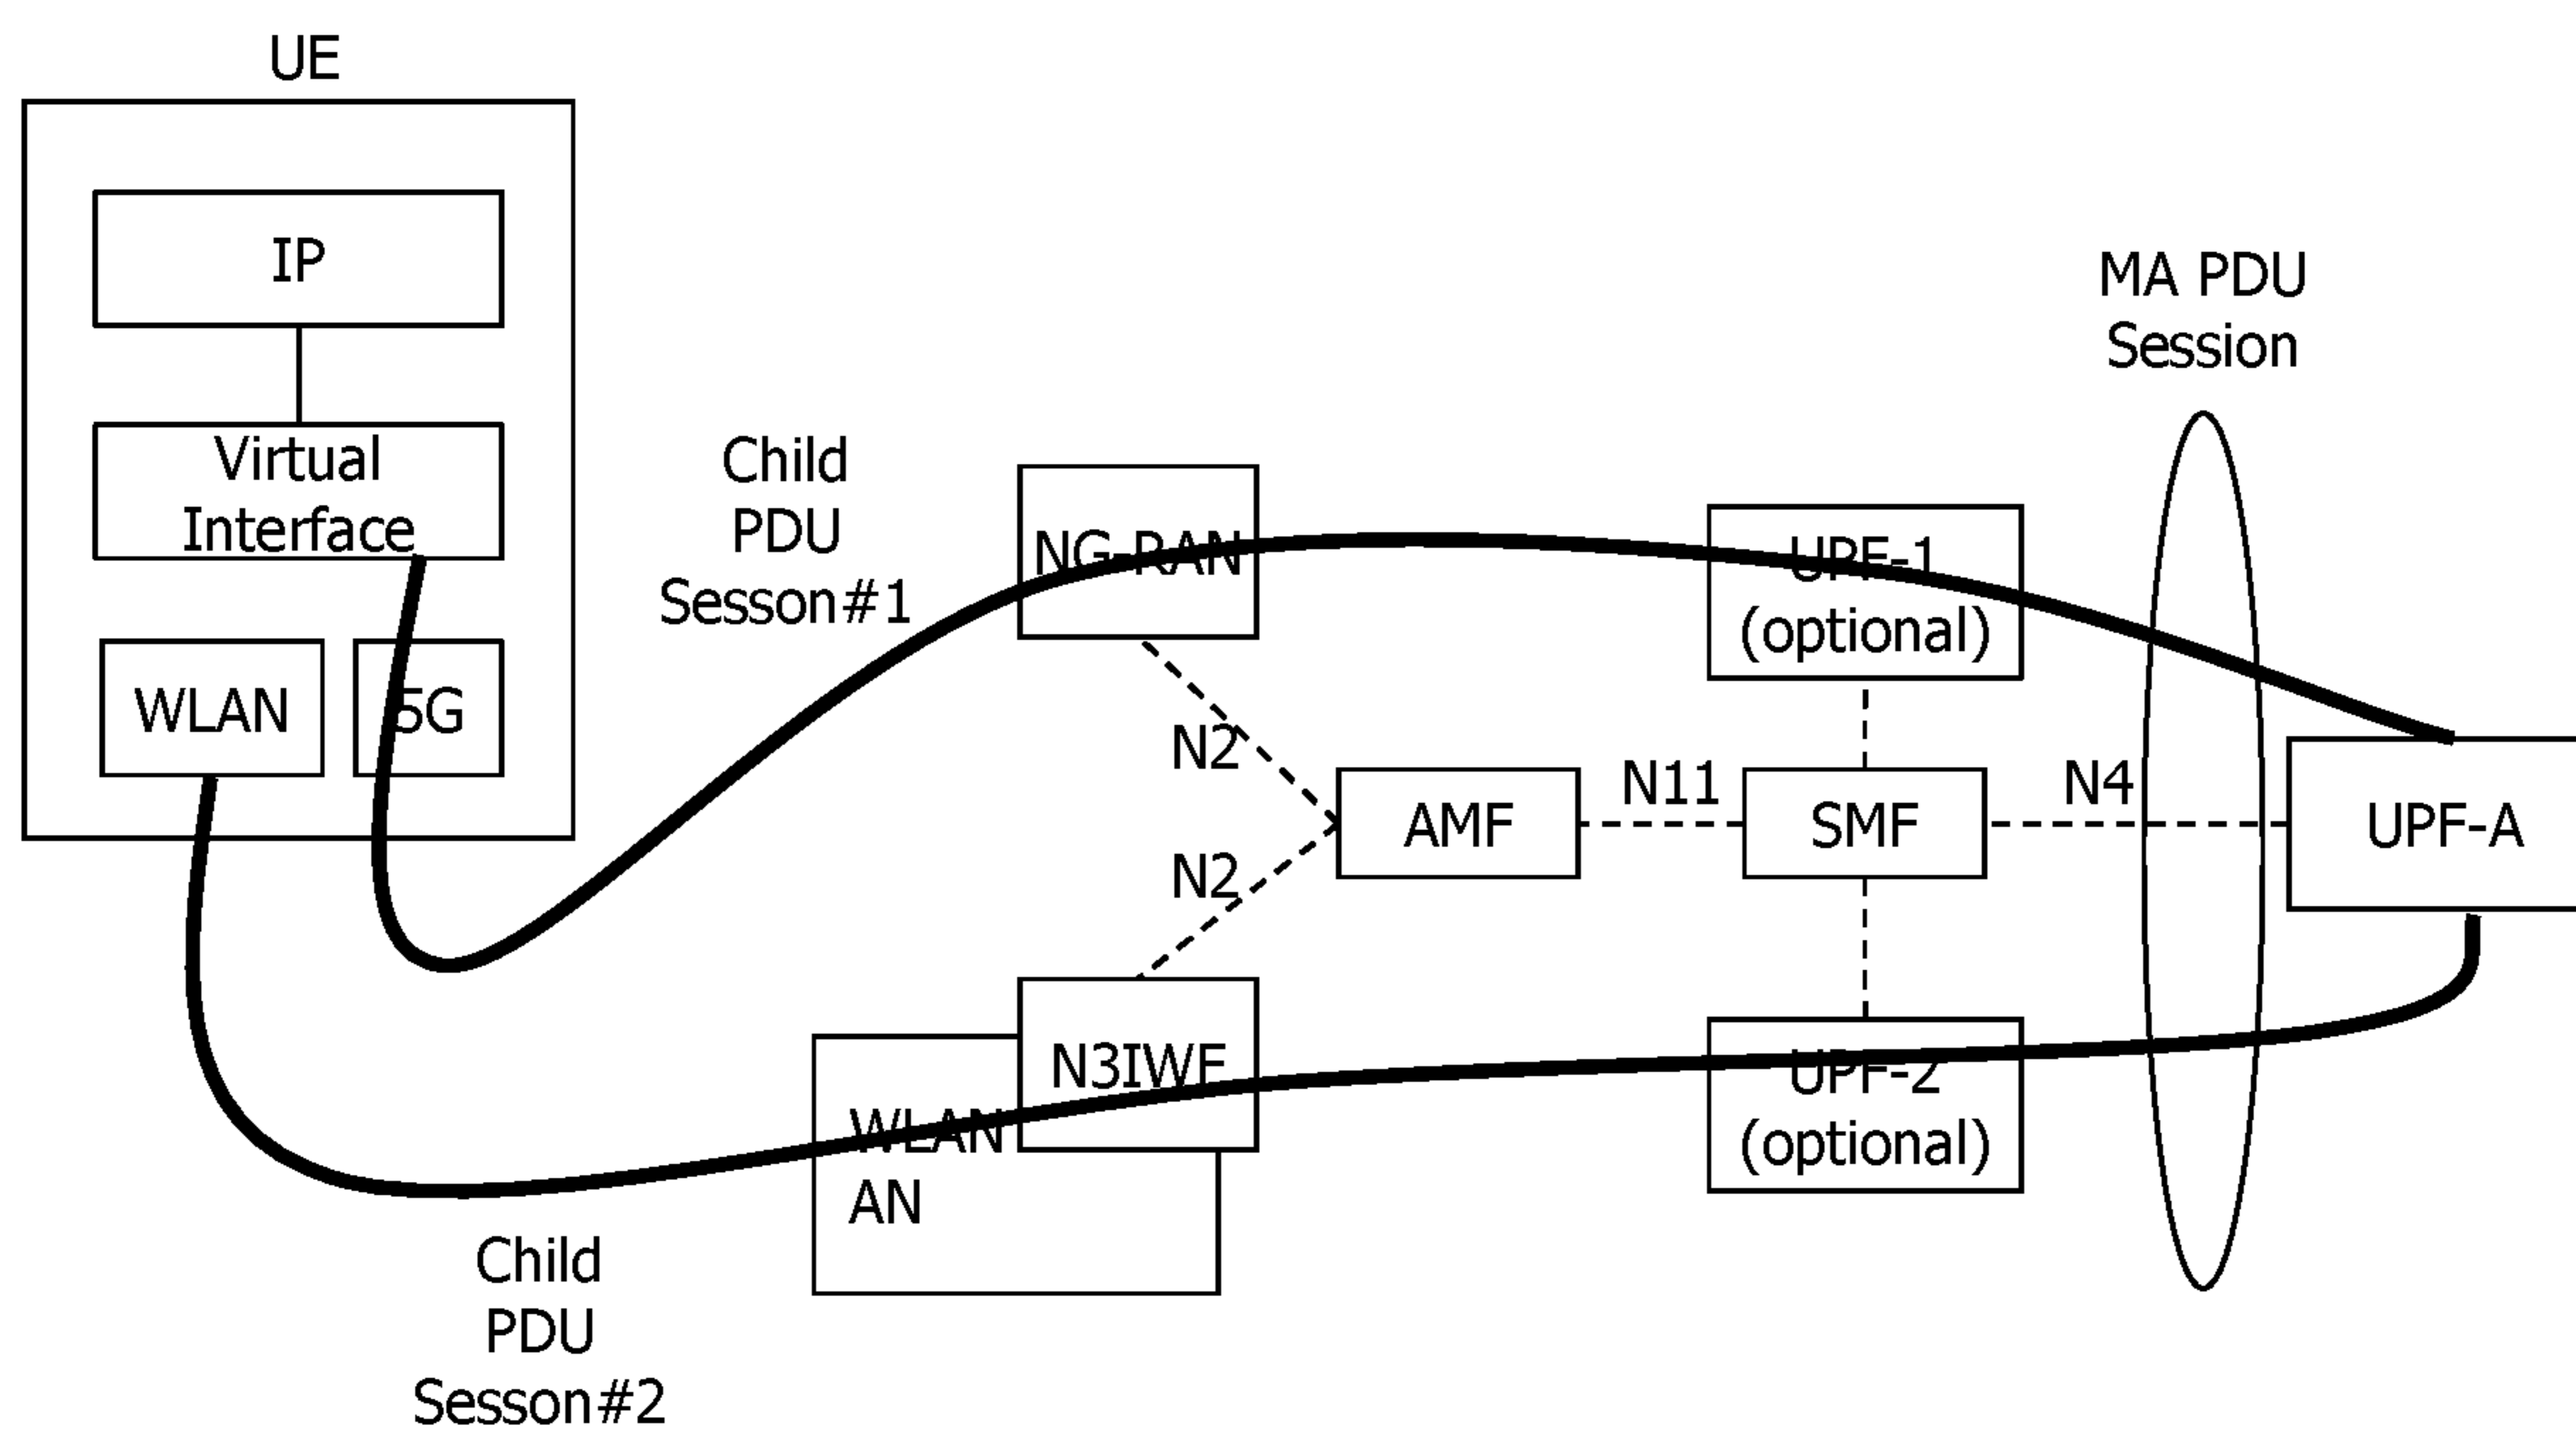 UE
IP
Virtual
Interface
WLAN
5G
Child
PDU
Sesson#1
NG-RAN
UPF-1
(optional)
MA PDU
Session
N2
N2
AMF
N11
SMF
N4
UPF-A
N3IWF
WLAN
AN
UPF-2
(optional)
Child
PDU
Sesson#2